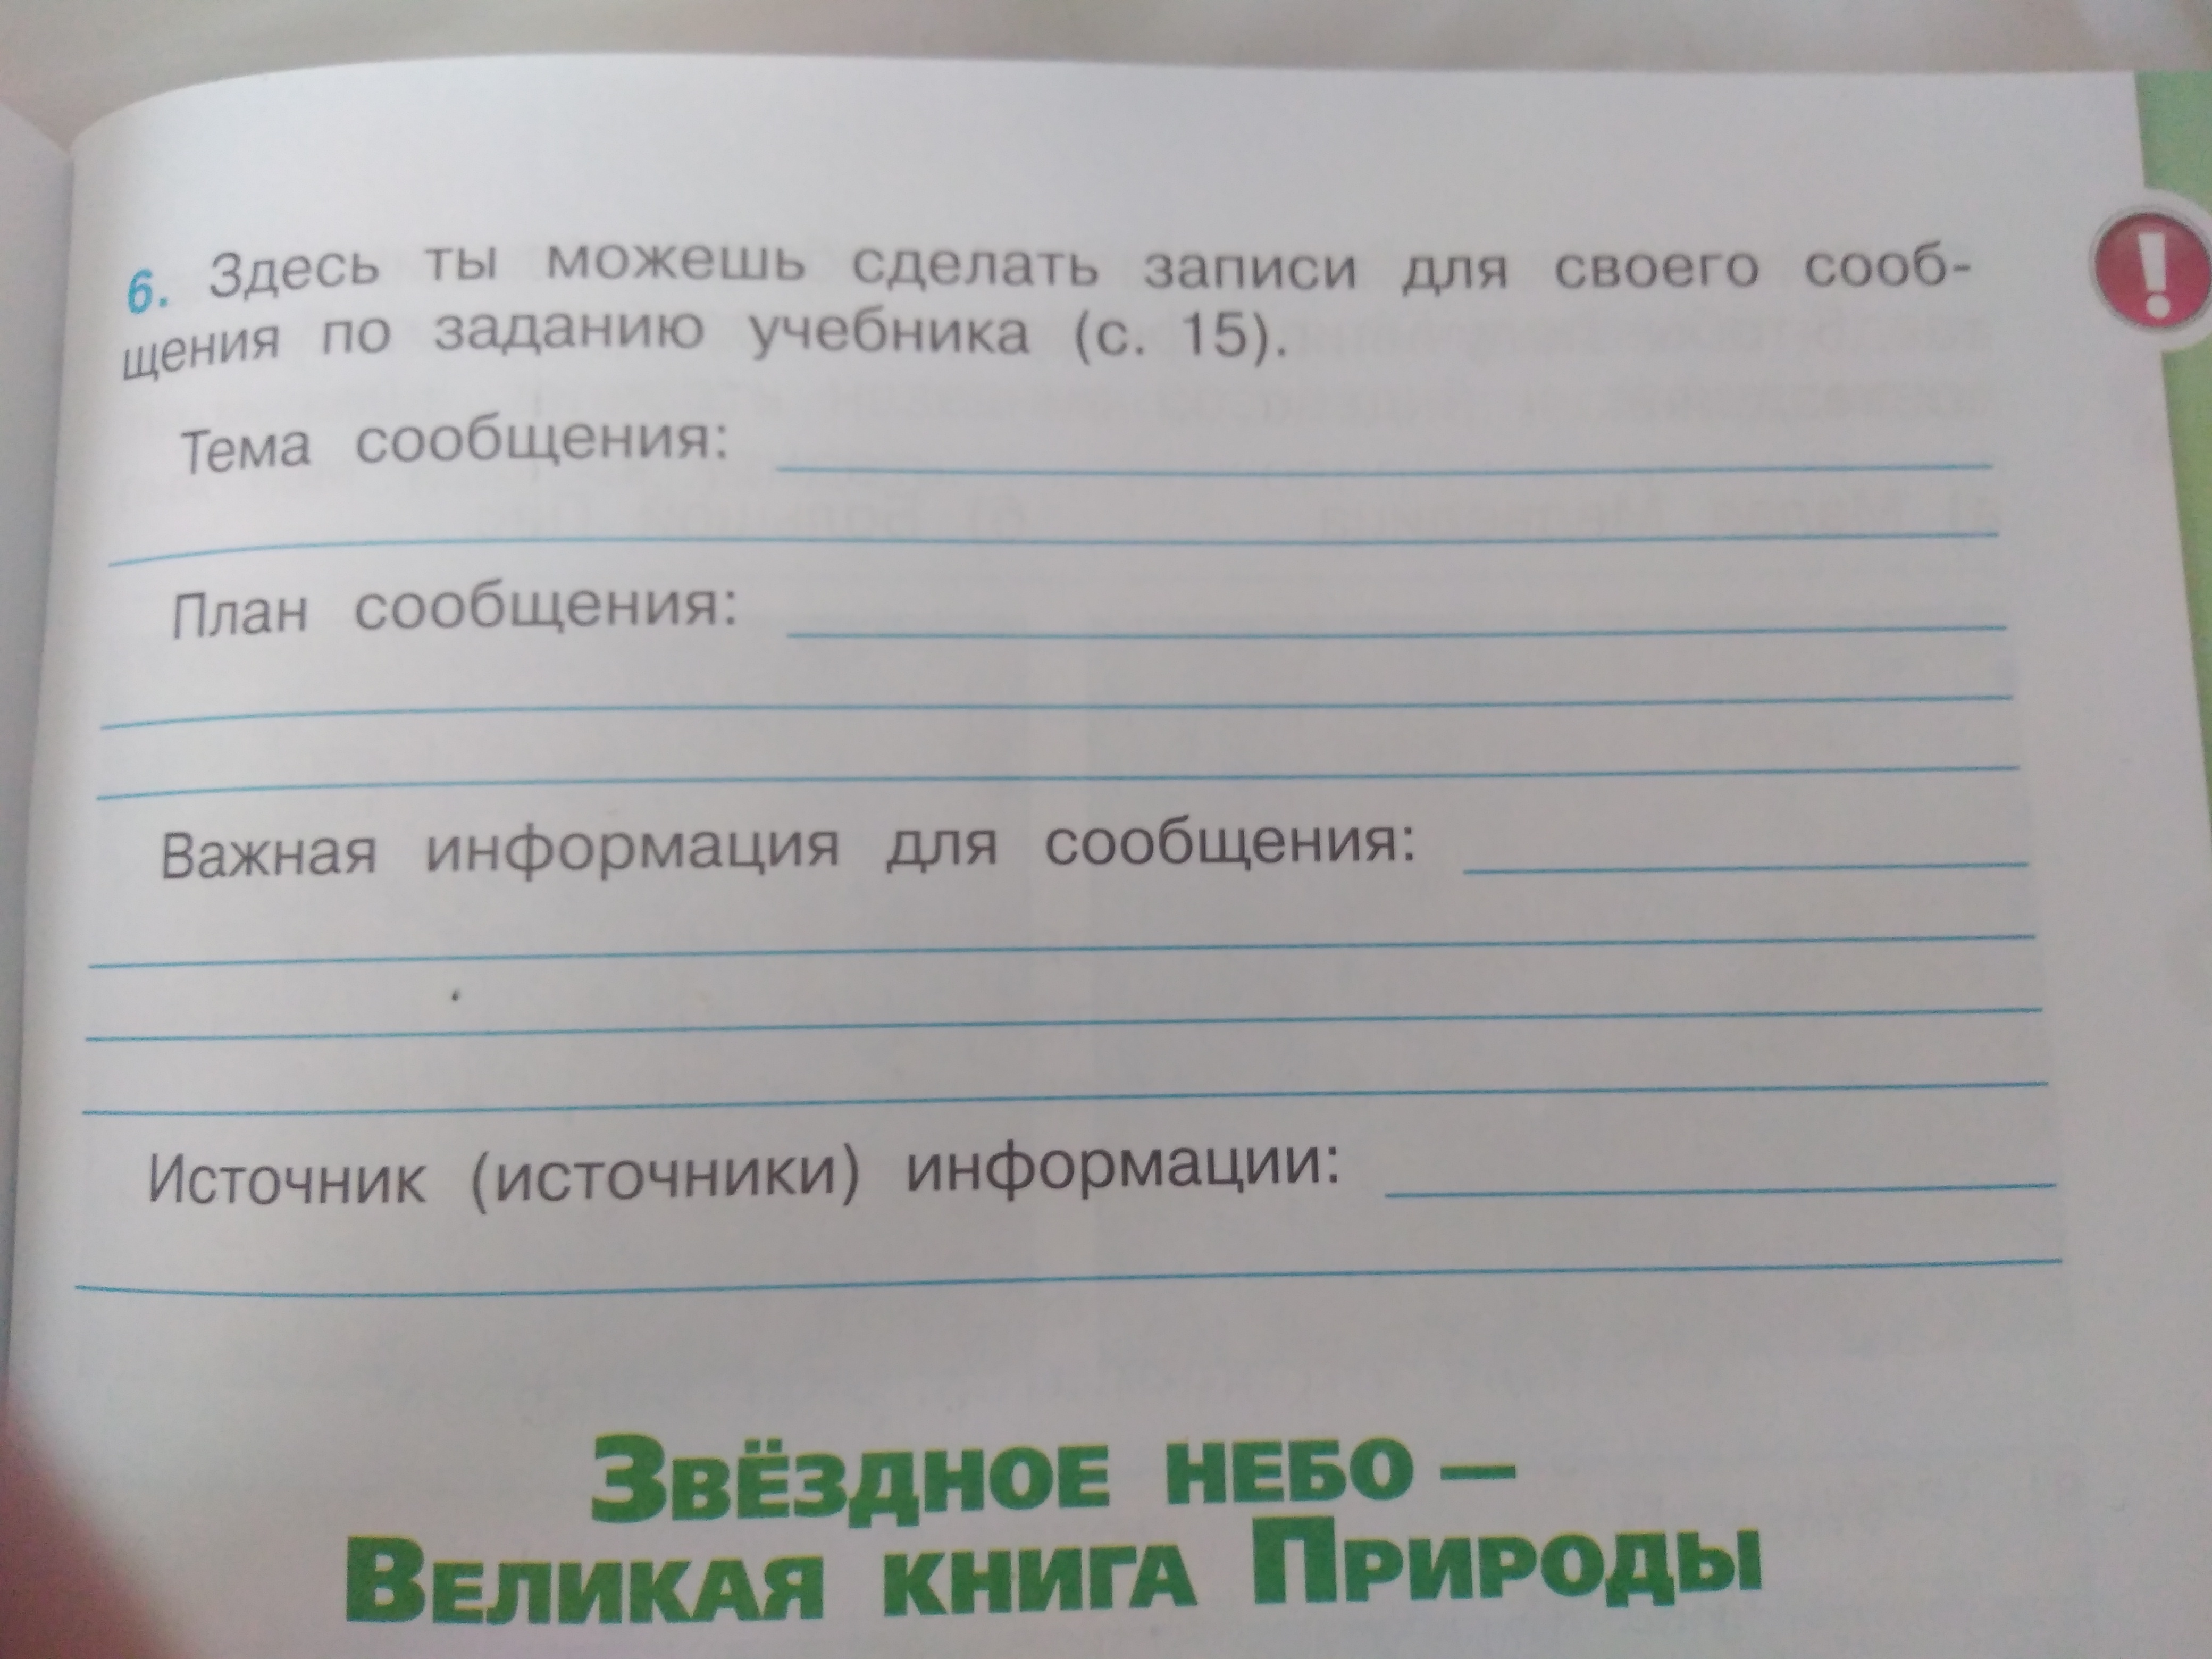 6. Здесь ты можешь сделать записи для своего сооб-
щения по заданию учебника (с. 15).
!
Тема сообщения:
План сообщения:
Важная информация для сообщения:
Источник (источники) информации:
Звёздное небо —
Великая книга Природы